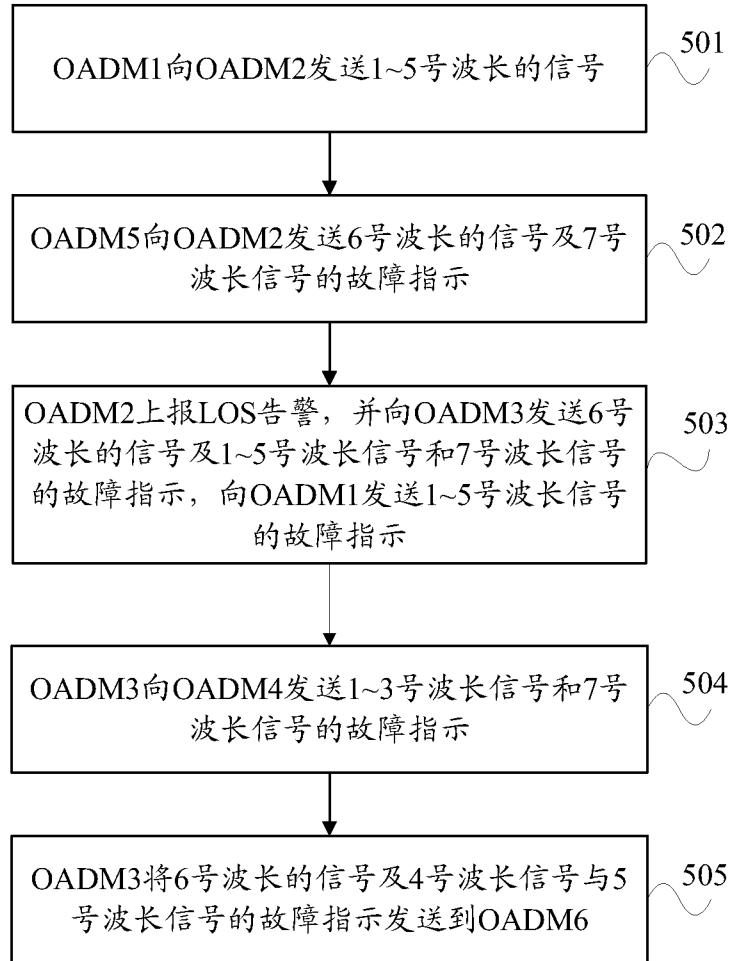 OADM1向OADM2发送1~5号波长的信号
501
OADM5向OADM2发送6号波长的信号及7号
波长信号的故障指示
502
OADM2上报LOS告警，并向OADM3发送6号
波长的信号及1~5号波长信号和7号波长信号
的故障指示，向OADM1发送1~5号波长信号
的故障指示
503
OADM3向OADM4发送1~3号波长信号和7号
波长信号的故障指示
504
OADM3将6号波长的信号及4号波长信号与5
号波长信号的故障指示发送到OADM6
505